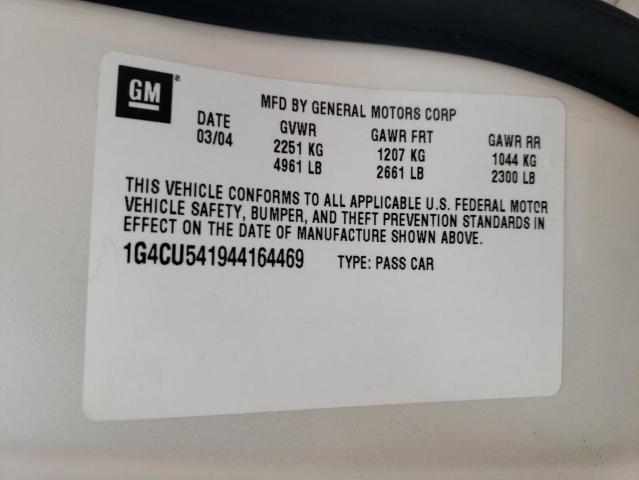 GM
MFD BY GENERAL MOTORS CORP
DATE GVWR GAWR FRT GAWR RR
03/04 2251 KG 1207 KG 1044 KG
4961 LB 2661 LB 2300 LB
THIS VEHICLE CONFORMS TO ALL APPLICABLE U.S. FEDERAL MOTOR
VEHICLE SAFETY, BUMPER, AND THEFT PREVENTION STANDARDS IN
EFFECT ON THE DATE OF MANUFACTURE SHOWN ABOVE.
1G4CU541944164469 TYPE: PASS CAR